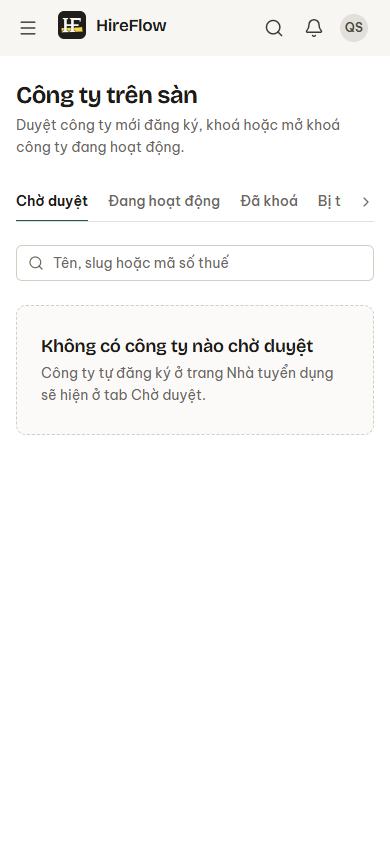 HF
HireFlow
QS
Công ty trên sàn
Duyệt công ty mới đăng ký, khoá hoặc mở khoá
công ty đang hoạt động.
Chờ duyệt Đang hoạt động Đã khoá Bị t
Tên, slug hoặc mã số thuế
Không có công ty nào chờ duyệt
Công ty tự đăng ký ở trang Nhà tuyển dụng
sẽ hiện ở tab Chờ duyệt.